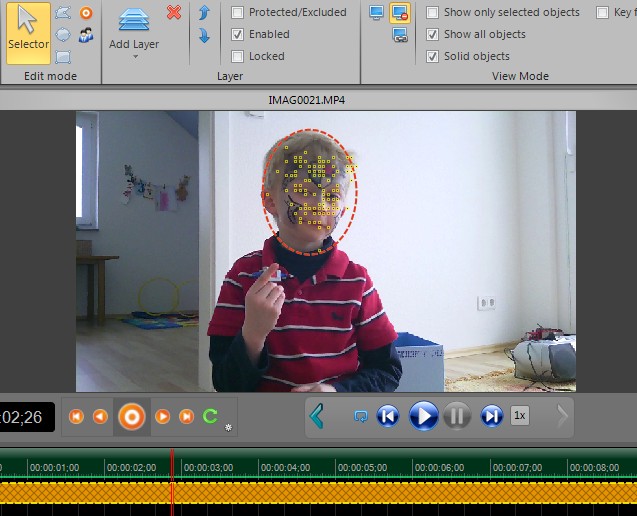 Selector
Edit mode
Add Layer
Protected/Excluded
Enabled
Locked
Layer
Show only selected objects
Show all objects
Solid objects
Key f
View Mode
IMAG0021.MP4
:02;26
1x
00:00:01;00
00:00:02;00
00:00:03;00
00:00:04;00
00:00:05;00
00:00:06;00
00:00:07;00
00:00:08;00